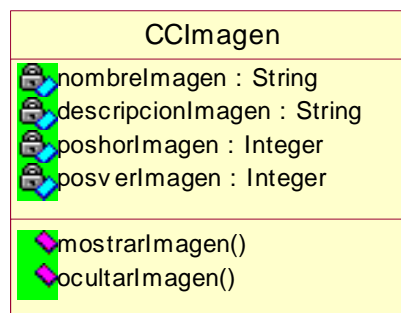 CCImagen
nombreImagen : String
descripcionImagen : String
poshorImagen : Integer
posverImagen : Integer
mostrarImagen()
ocultarImagen()